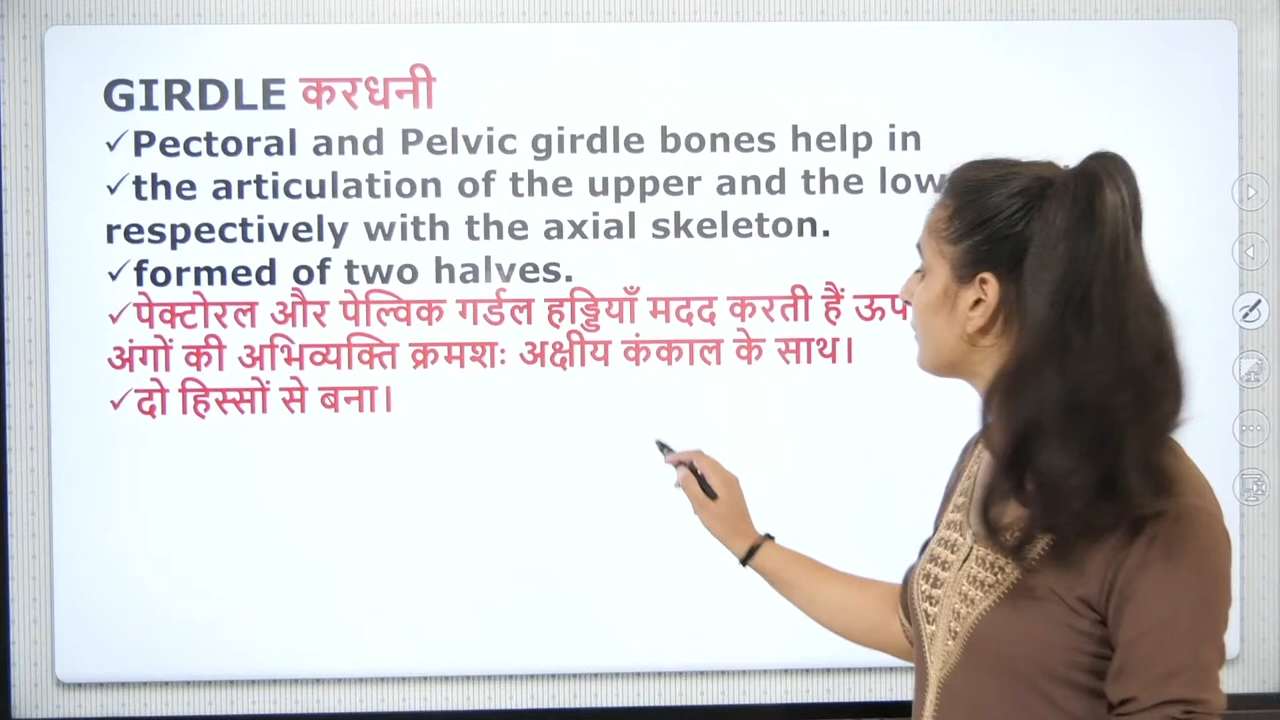 GIRDLE करधनी
✓Pectoral and Pelvic girdle bones help in
✓the articulation of the upper and the low
respectively with the axial skeleton.
✓formed of two halves.
✓पेक्टोरल और पेल्विक गर्डल हड्डियाँ मदद करती हैं ऊप
अंगों की अभिव्यक्ति क्रमशः अक्षीय कंकाल के साथ।
✓दो हिस्सों से बना।